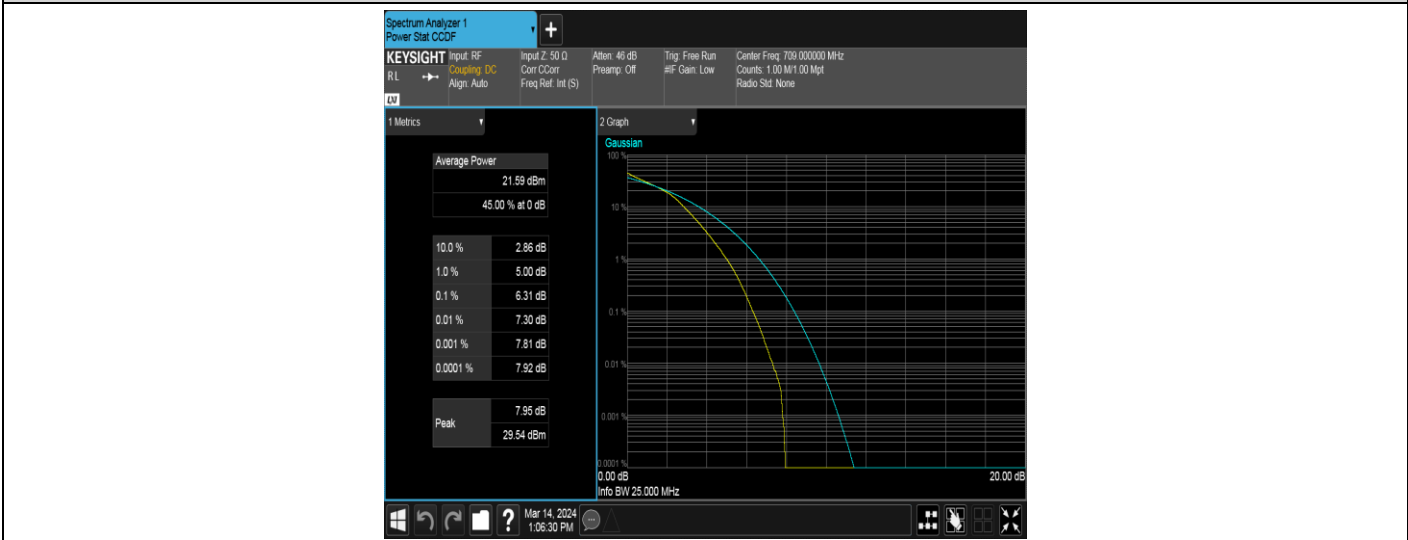 Spectrum Analyzer 1
Power Stat CCDF
+
KEYSIGHT
RL
LXI
Input: RF
Coupling: DC
Align: Auto
Input Z: 50 Ω
Corr CCorr
Freq Ref: Int (S)
Atten: 46 dB
Preamp: Off
Trig: Free Run
#IF Gain: Low
Center Freq: 709.000000 MHz
Counts: 1.00 M/1.00 Mpt
Radio Std: None
1 Metrics
Average Power
21.59 dBm
45.00 % at 0 dB
10.0 % 2.86 dB
1.0 % 5.00 dB
0.1 % 6.31 dB
0.01 % 7.30 dB
0.001 % 7.81 dB
0.0001 % 7.92 dB
Peak
7.95 dB
29.54 dBm
2 Graph
Gaussian
100 %
10 %
1 %
0.1 %
0.01 %
0.001 %
0.0001 %
0.00 dB 20.00 dB
Info BW 25.000 MHz
?
Mar 14, 2024
1:06:30 PM